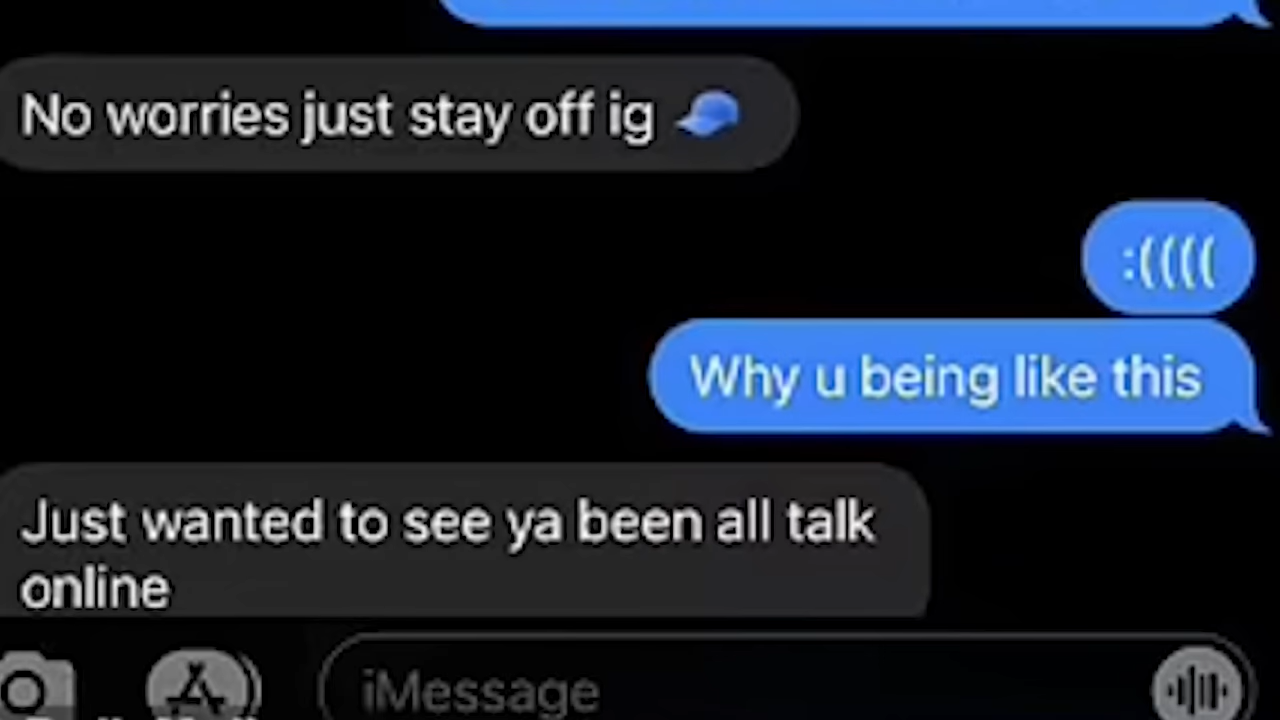 No worries just stay off ig 🧢
:((((
Why u being like this
Just wanted to see ya been all talk
online
iMessage